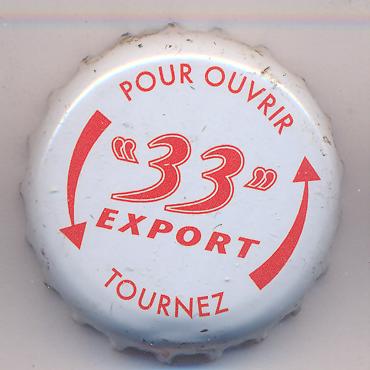 POUR OUVRIR
"33"
EXPORT
TOURNEZ